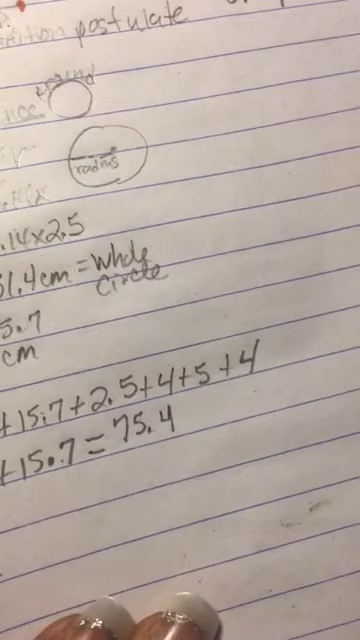 postulate
around
radius
.14x
.14x2.5
1.4cm = whole
circle
5.7
cm
+15.7+2.5+4+5+4
+15.7=75.4